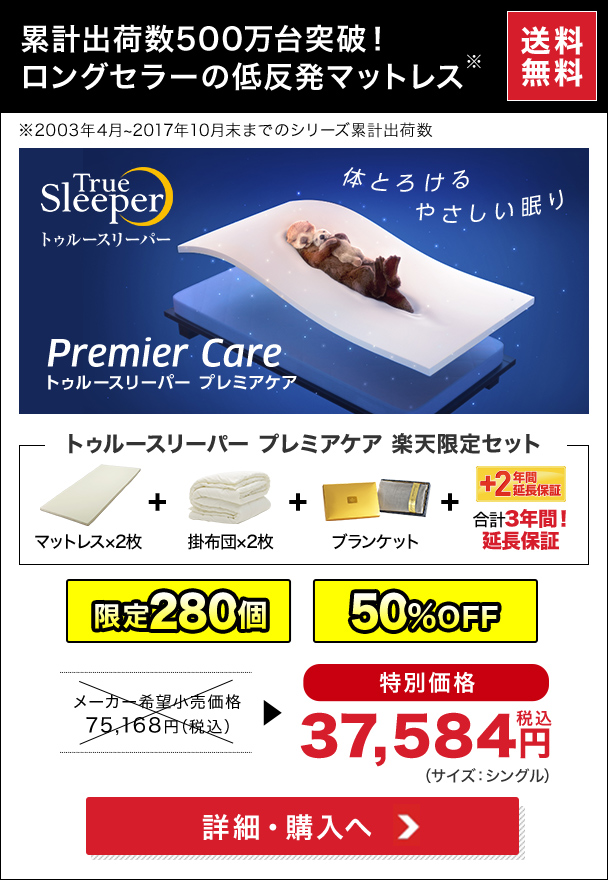 累計出荷数500万台突破！
ロングセラーの低反発マットレス※
送料
無料
※2003年4月~2017年10月末までのシリーズ累計出荷数
True
Sleeper
トゥルースリーパー
体とろける
やさしい眠り
Premier Care
トゥルースリーパー プレミアケア
トゥルースリーパー プレミアケア 楽天限定セット
マットレス×2枚
+
掛布団×2枚
+
ブランケット
+
+2年間
延長保証
合計3年間！
延長保証
限定280個
50%OFF
メーカー希望小売価格
75,168円（税込）
特別価格
37,584円税込
（サイズ：シングル）
詳細・購入へ